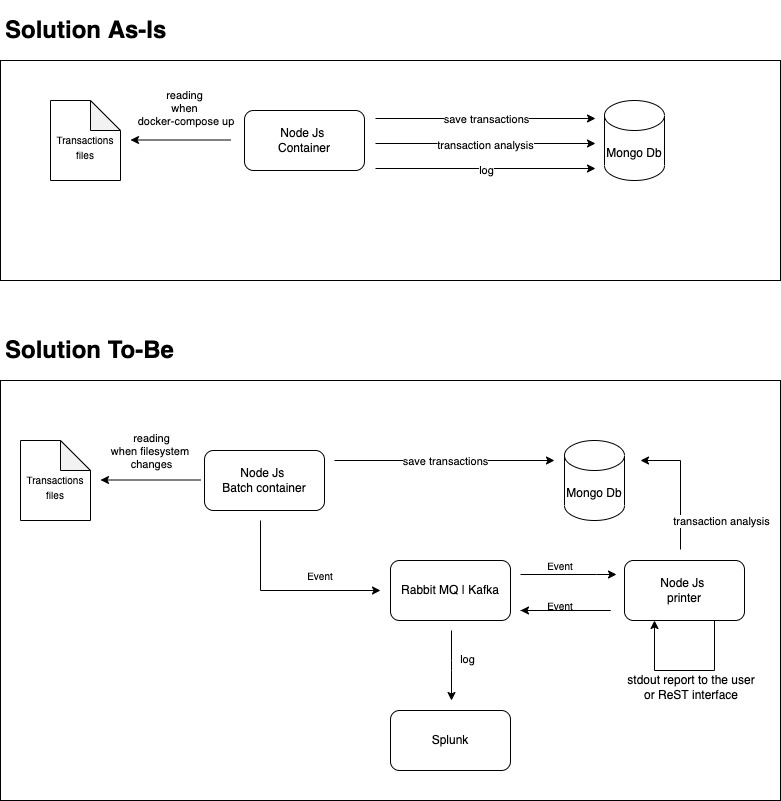 Solution As-Is
reading
when
docker-compose up
Transactions
files
Node Js
Container
save transactions
transaction analysis
log
Mongo Db
Solution To-Be
reading
when filesystem
changes
Transactions
files
Node Js
Batch container
save transactions
Mongo Db
transaction analysis
Event
Rabbit MQ | Kafka
Event
Event
Node Js
printer
log
stdout report to the user
or ReST interface
Splunk